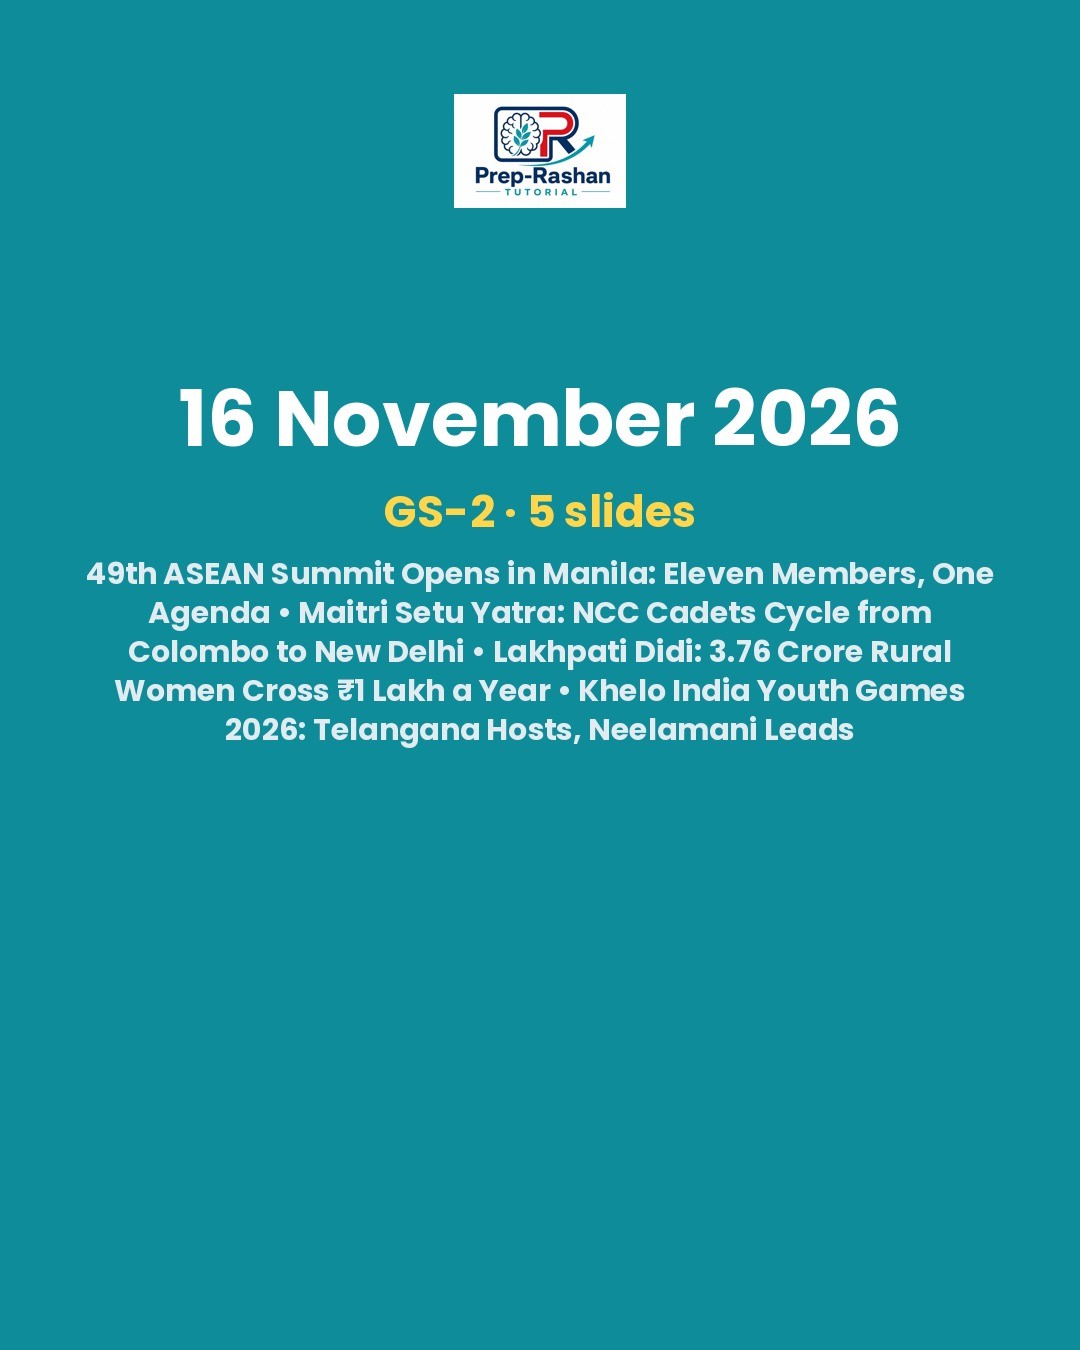 Prep-Rashan
TUTORIAL
16 November 2026
GS-2 · 5 slides
49th ASEAN Summit Opens in Manila: Eleven Members, One
Agenda • Maitri Setu Yatra: NCC Cadets Cycle from
Colombo to New Delhi • Lakhpati Didi: 3.76 Crore Rural
Women Cross ₹1 Lakh a Year • Khelo India Youth Games
2026: Telangana Hosts, Neelamani Leads